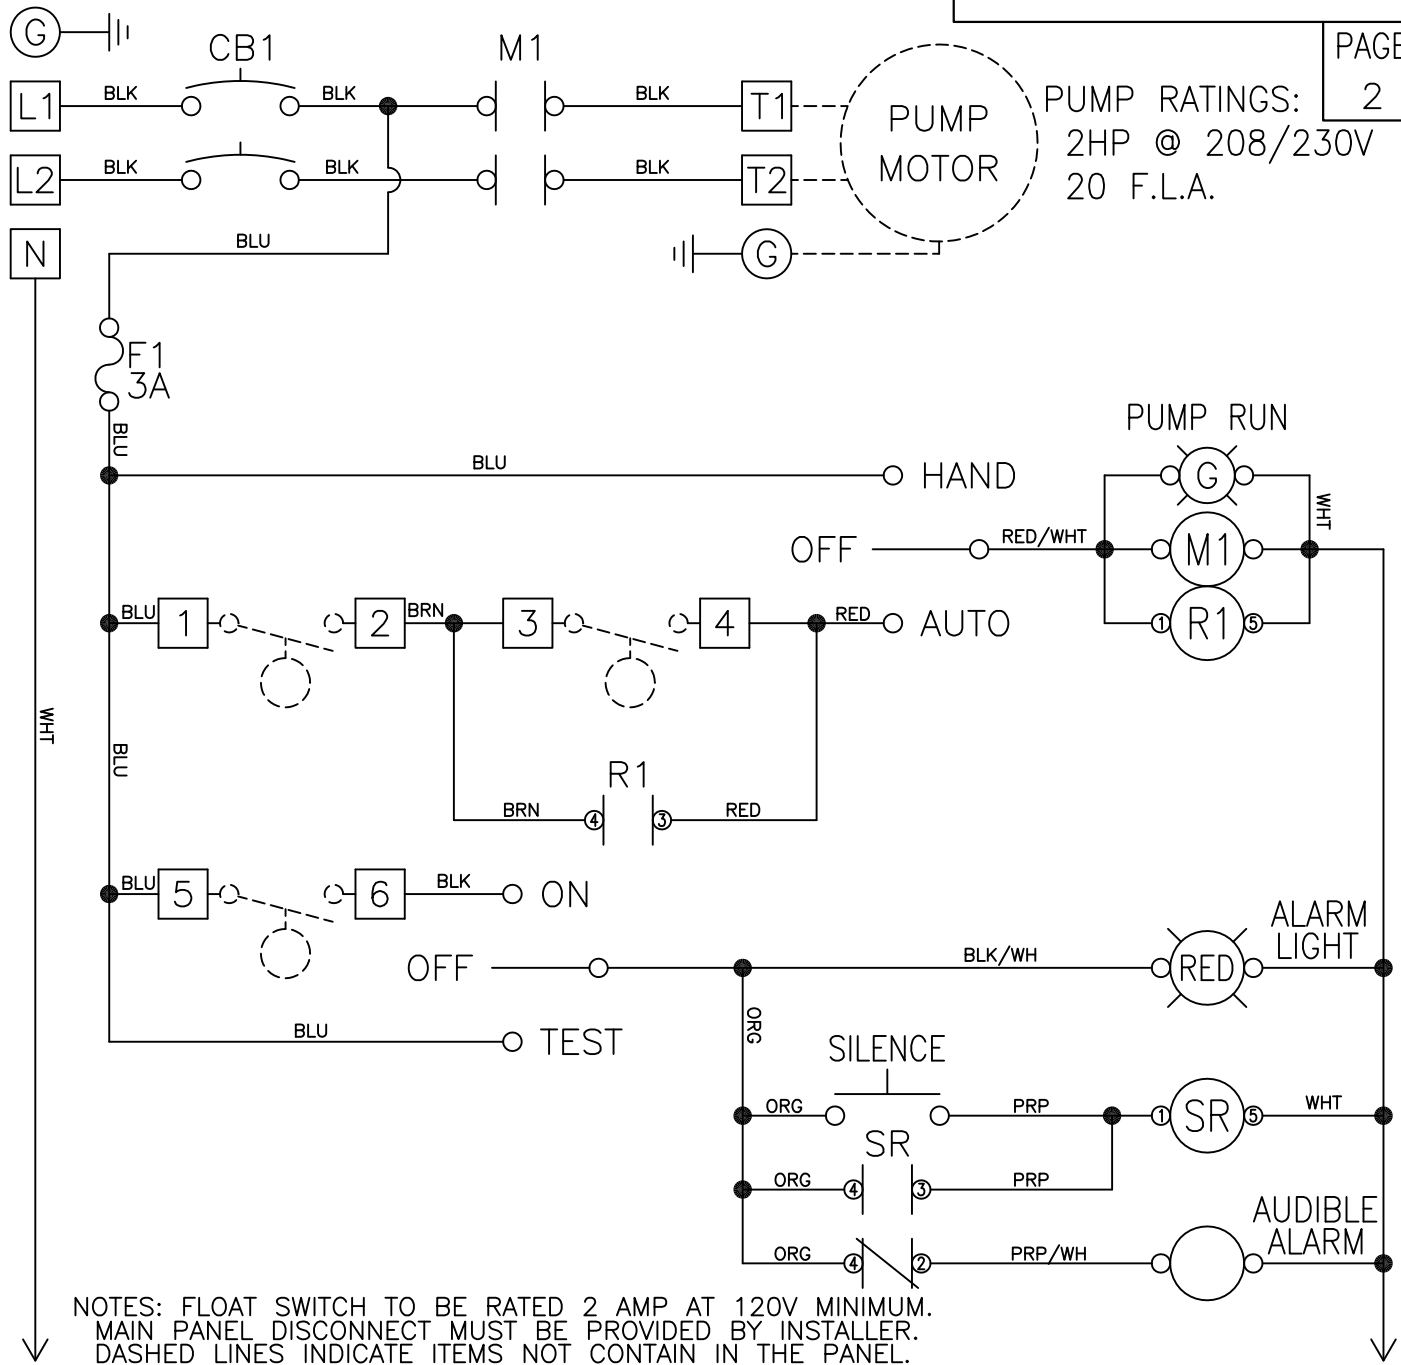 G
CB1
M1
PAGE
2
L1
BLK
BLK
BLK
T1
PUMP
MOTOR
PUMP RATINGS:
2HP @ 208/230V
20 F.L.A.
L2
BLK
BLK
BLK
T2
N
BLU
G
F1
3A
BLU
BLU
HAND
PUMP RUN
G
WHT
OFF
RED/WHT
M1
BLU
1
2
BRN
3
4
RED
AUTO
1
R1
5
WHT
BLU
R1
BRN
4
3
RED
BLU
5
6
BLK
ON
OFF
BLK/WH
RED
ALARM
LIGHT
BLU
TEST
ORG
SILENCE
ORG
PRP
1
SR
5
WHT
SR
ORG
4
3
PRP
ORG
4
2
PRP/WH
AUDIBLE
ALARM
NOTES: FLOAT SWITCH TO BE RATED 2 AMP AT 120V MINIMUM.
MAIN PANEL DISCONNECT MUST BE PROVIDED BY INSTALLER.
DASHED LINES INDICATE ITEMS NOT CONTAIN IN THE PANEL.